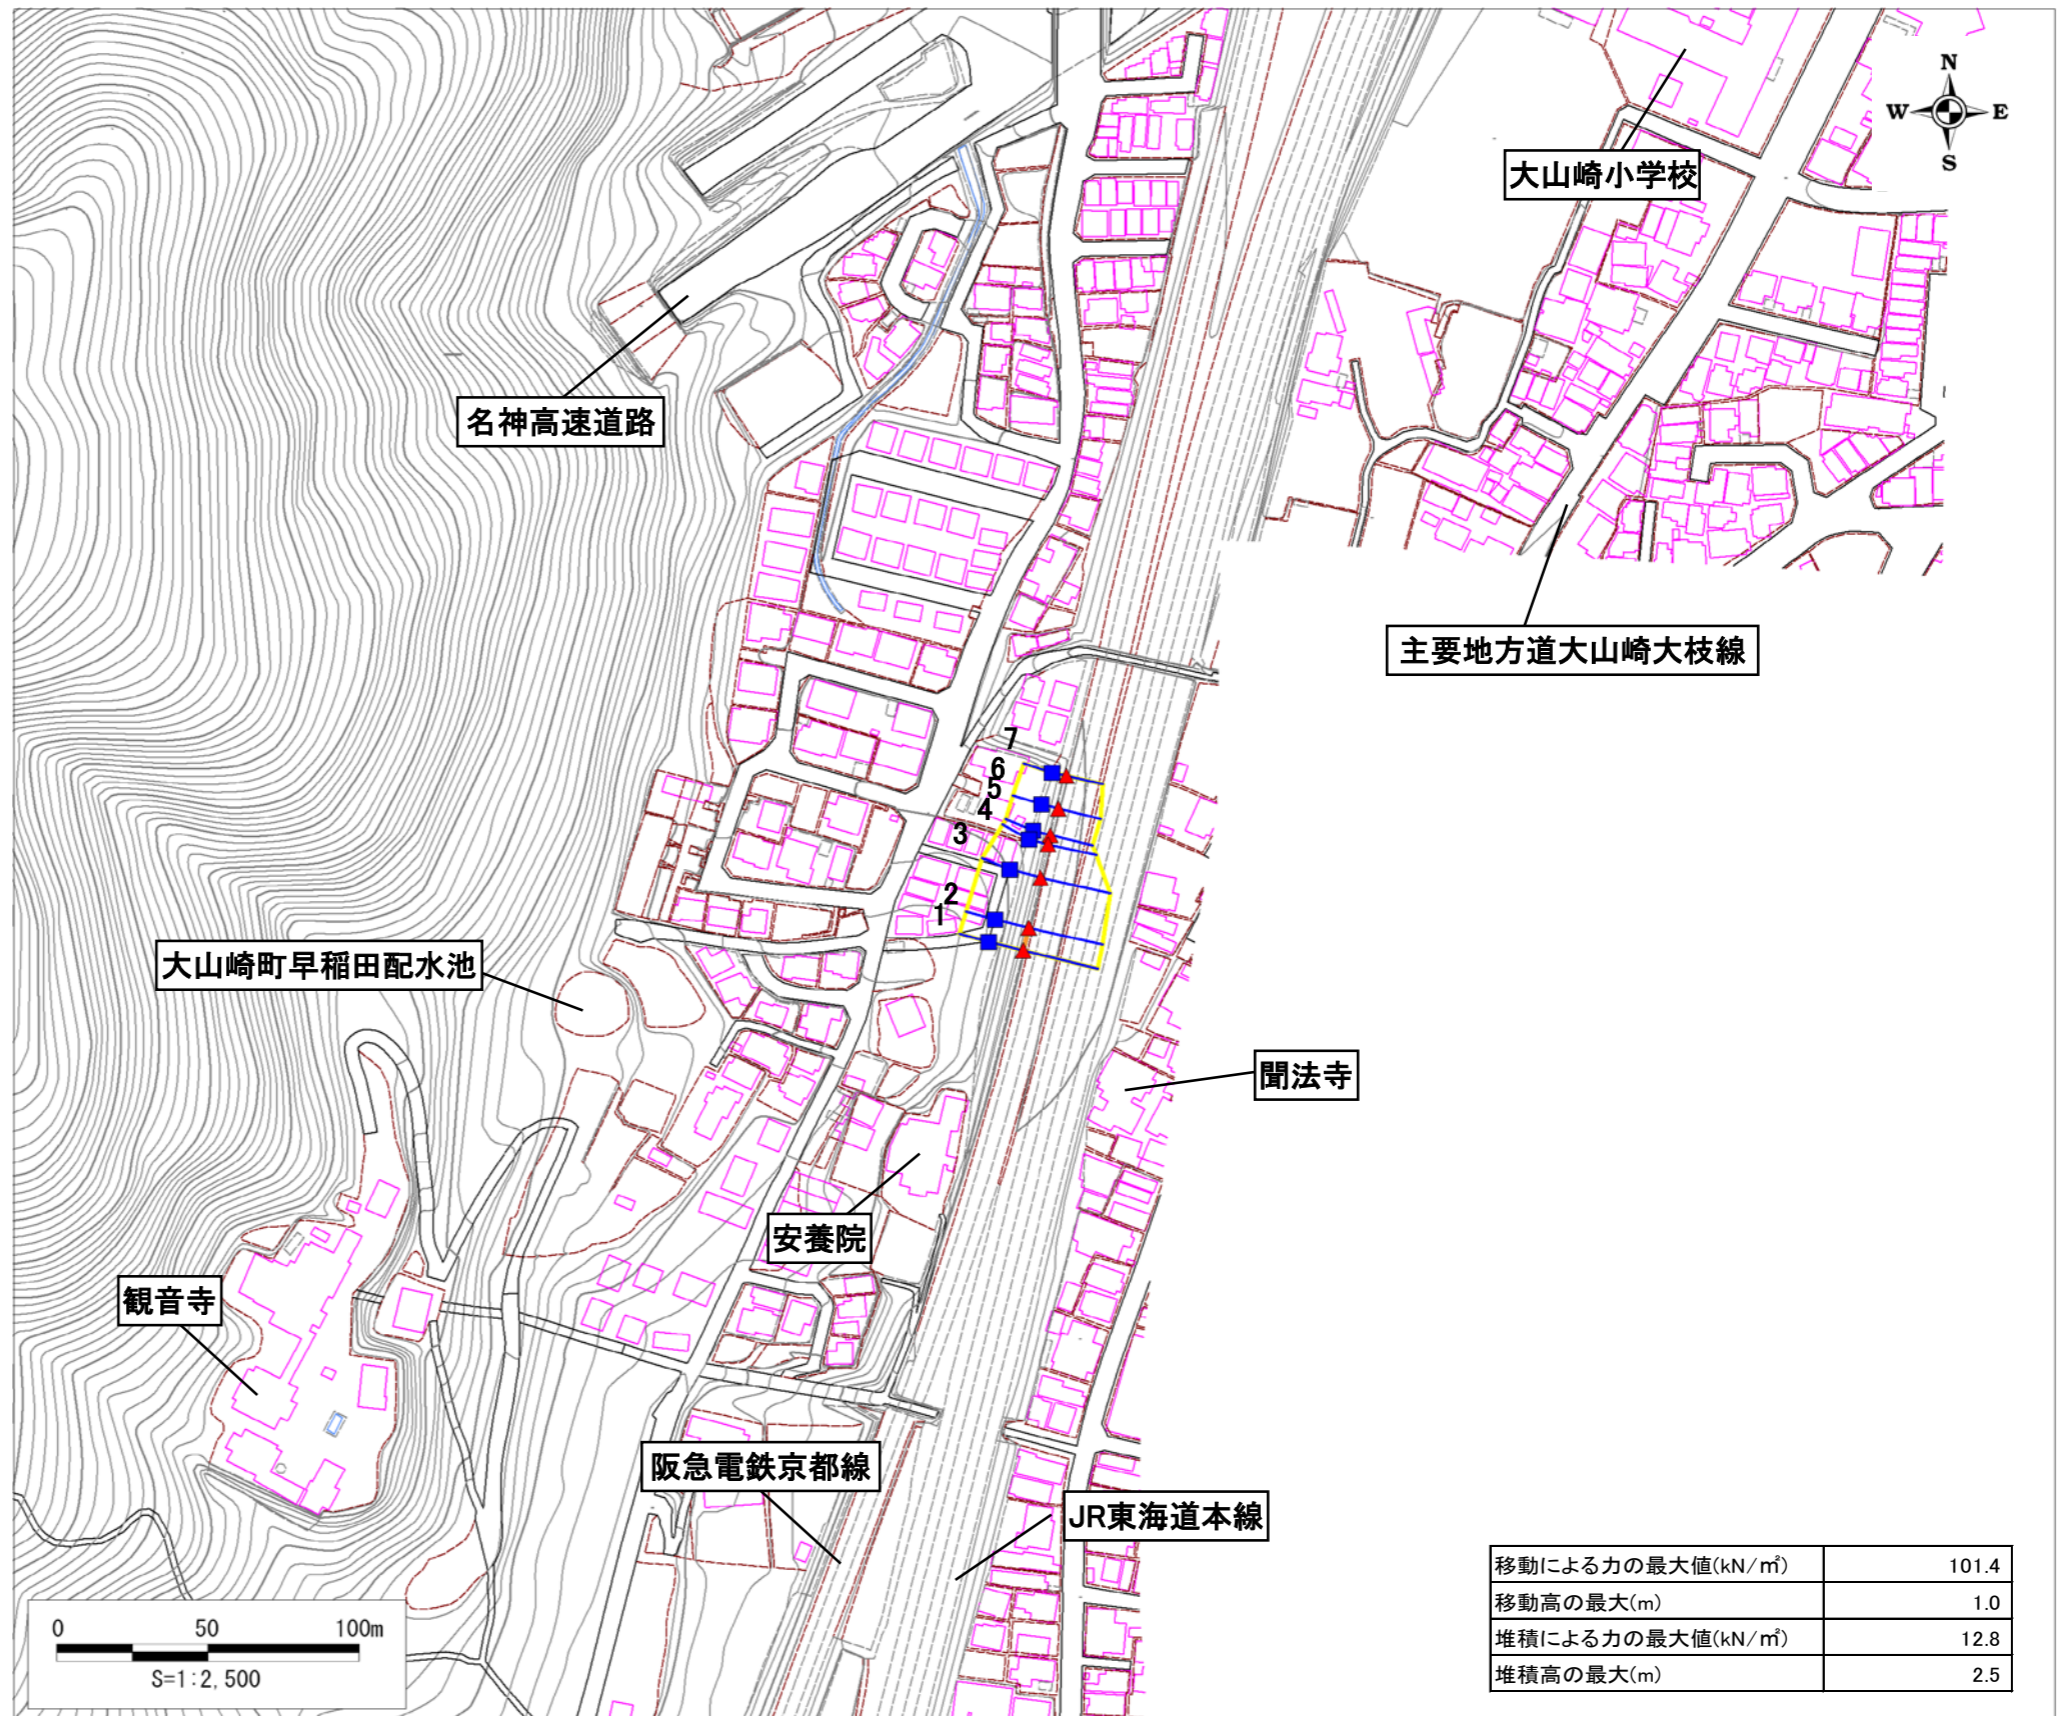 N
W E
S
大山崎小学校
名神高速道路
主要地方道大山崎大枝線
7
6
5
4
3
2
1
大山崎町早稲田配水池
聞法寺
安養院
観音寺
阪急電鉄京都線
JR東海道本線
0 50 100m
S=1:2,500
移動による力の最大値(kN/㎡) 101.4
移動高の最大(m) 1.0
堆積による力の最大値(kN/㎡) 12.8
堆積高の最大(m) 2.5